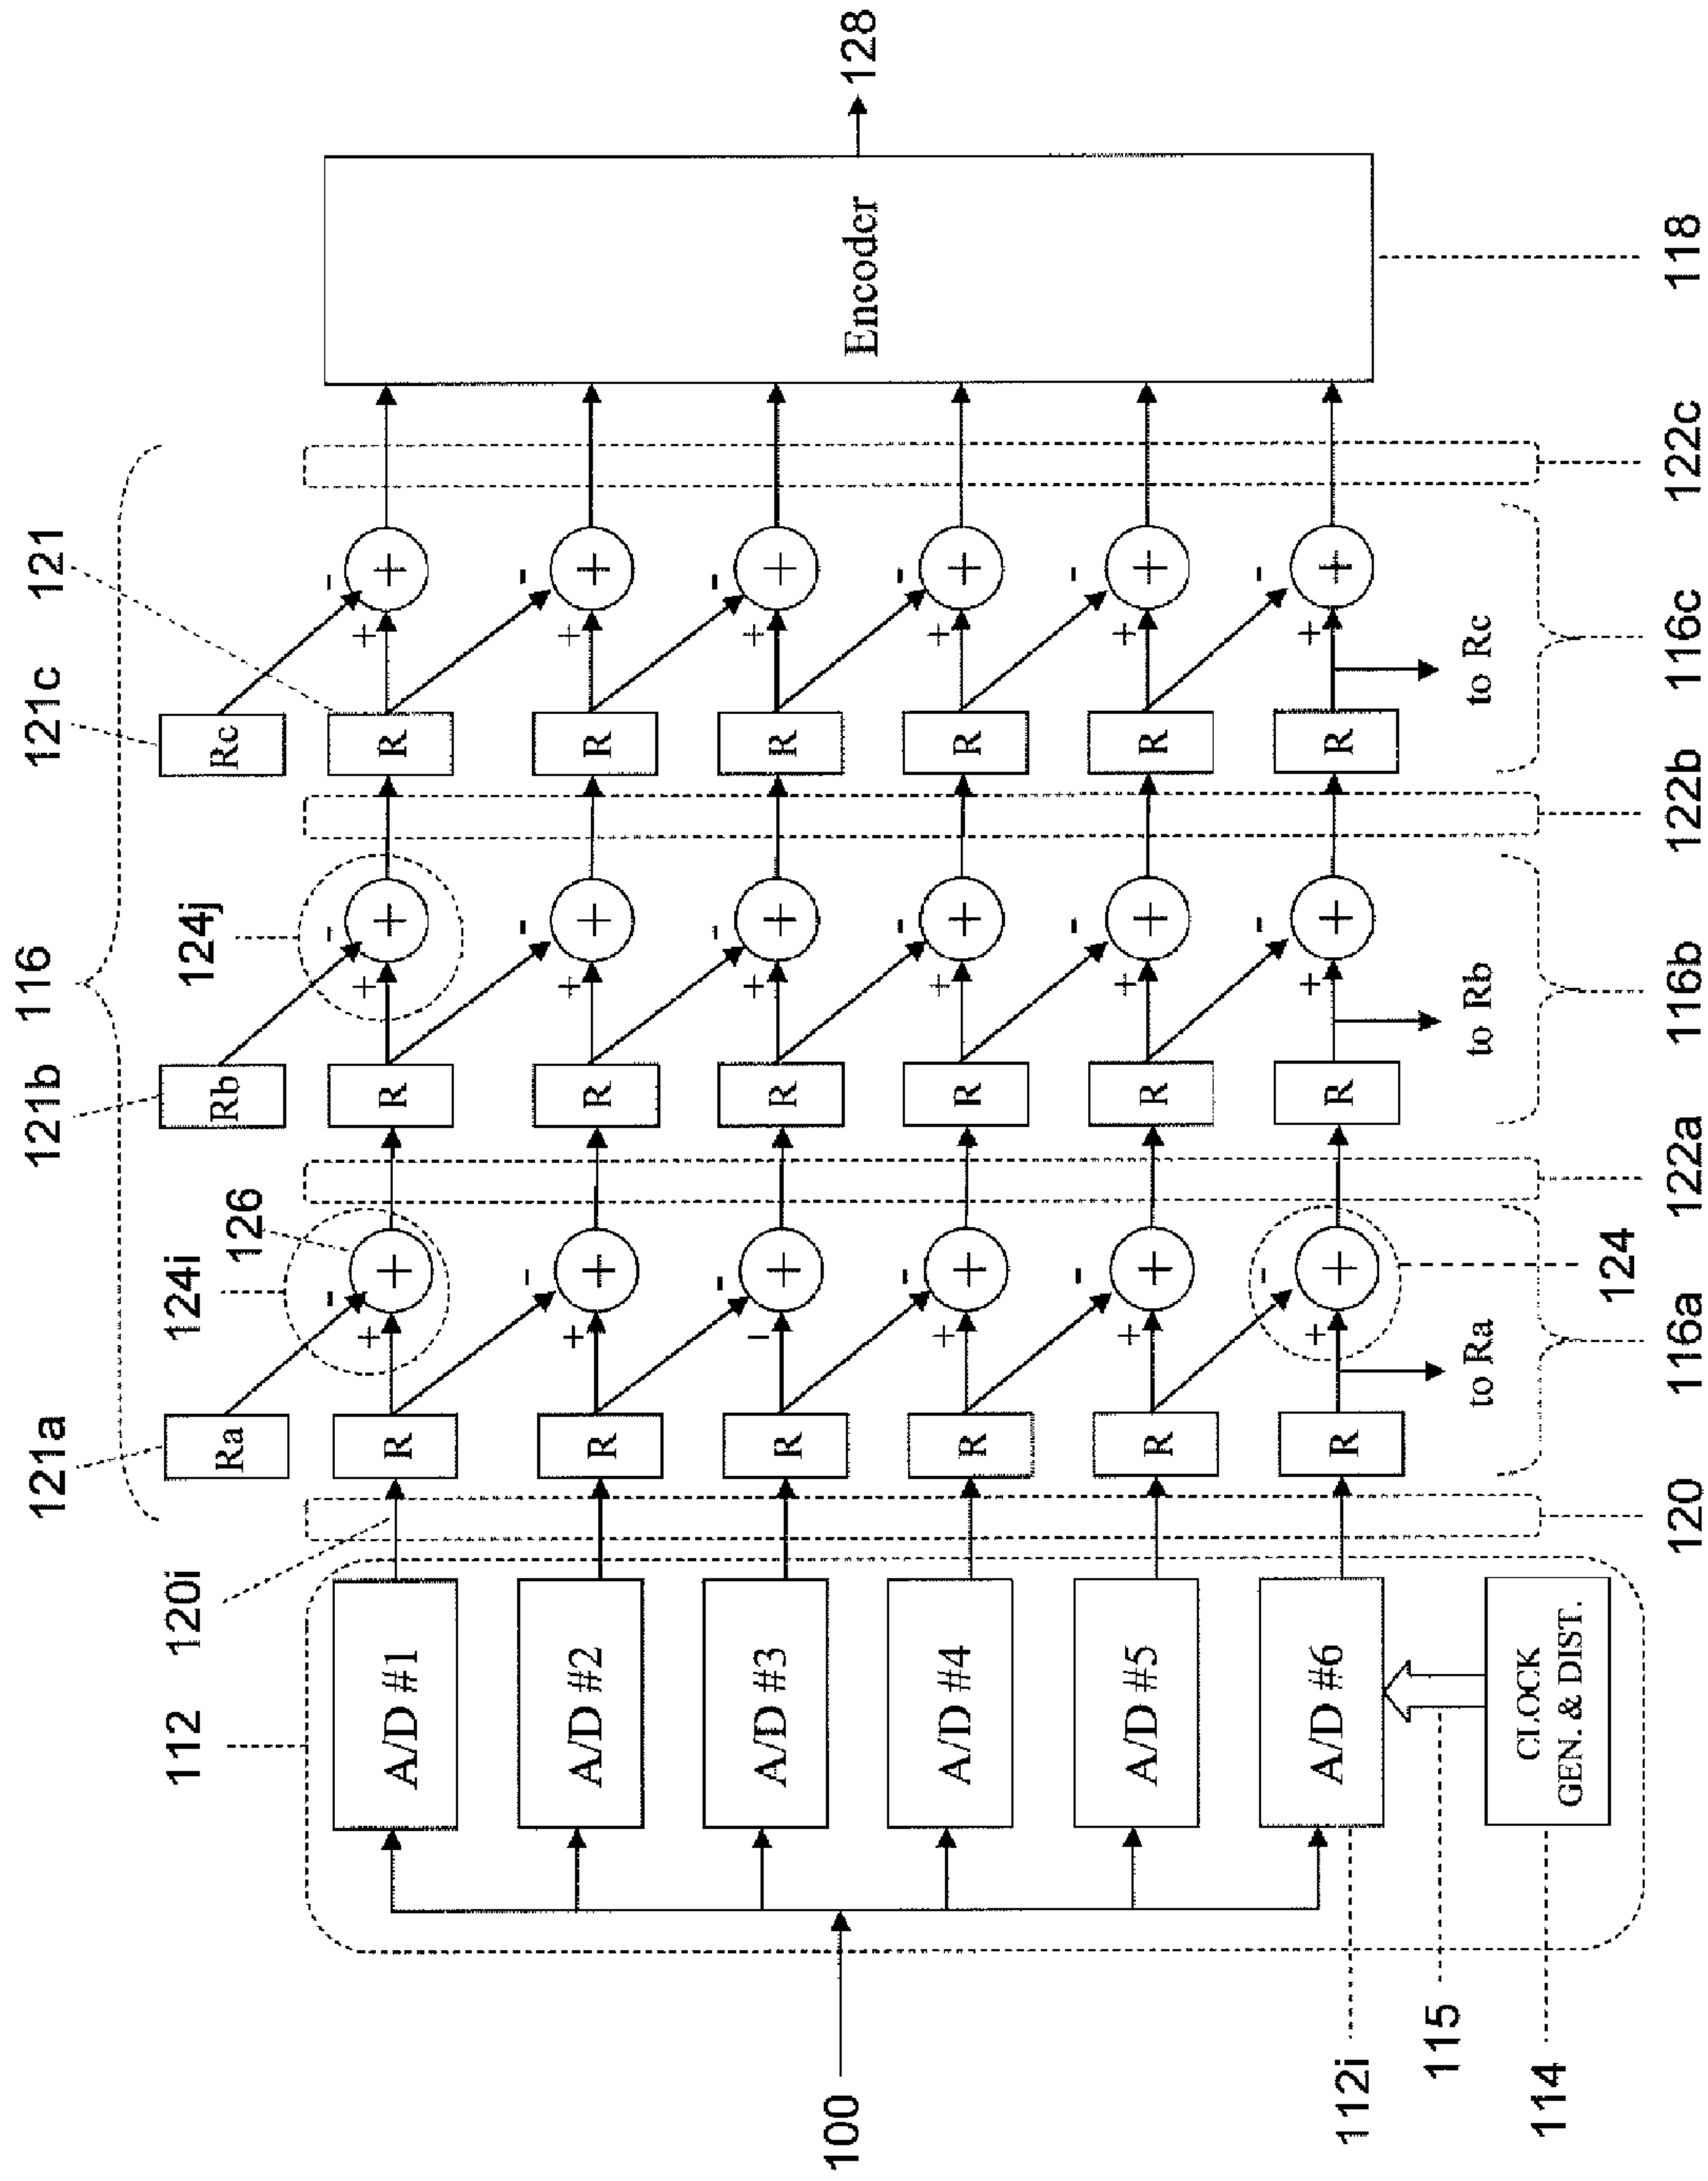 116
121a
121b
121c
121
112
120i
124i
126
124j
Ra
Rb
Rc
- - -
+ + +
A/D #1 R + R + R +
- - -
+ + +
A/D #2 R + R + R +
- - -
– + +
A/D #3 R + R + R +
100
Encoder
128
- - -
+ + +
A/D #4 R + R + R +
- - -
+ + +
A/D #5 R + R + R +
- - -
+ + +
A/D #6 R + R + R +
to Ra
to Rb
to Rc
CLOCK
GEN. & DIST.
112i
115
114
124
120
116a
122a
116b
122b
116c
122c
118